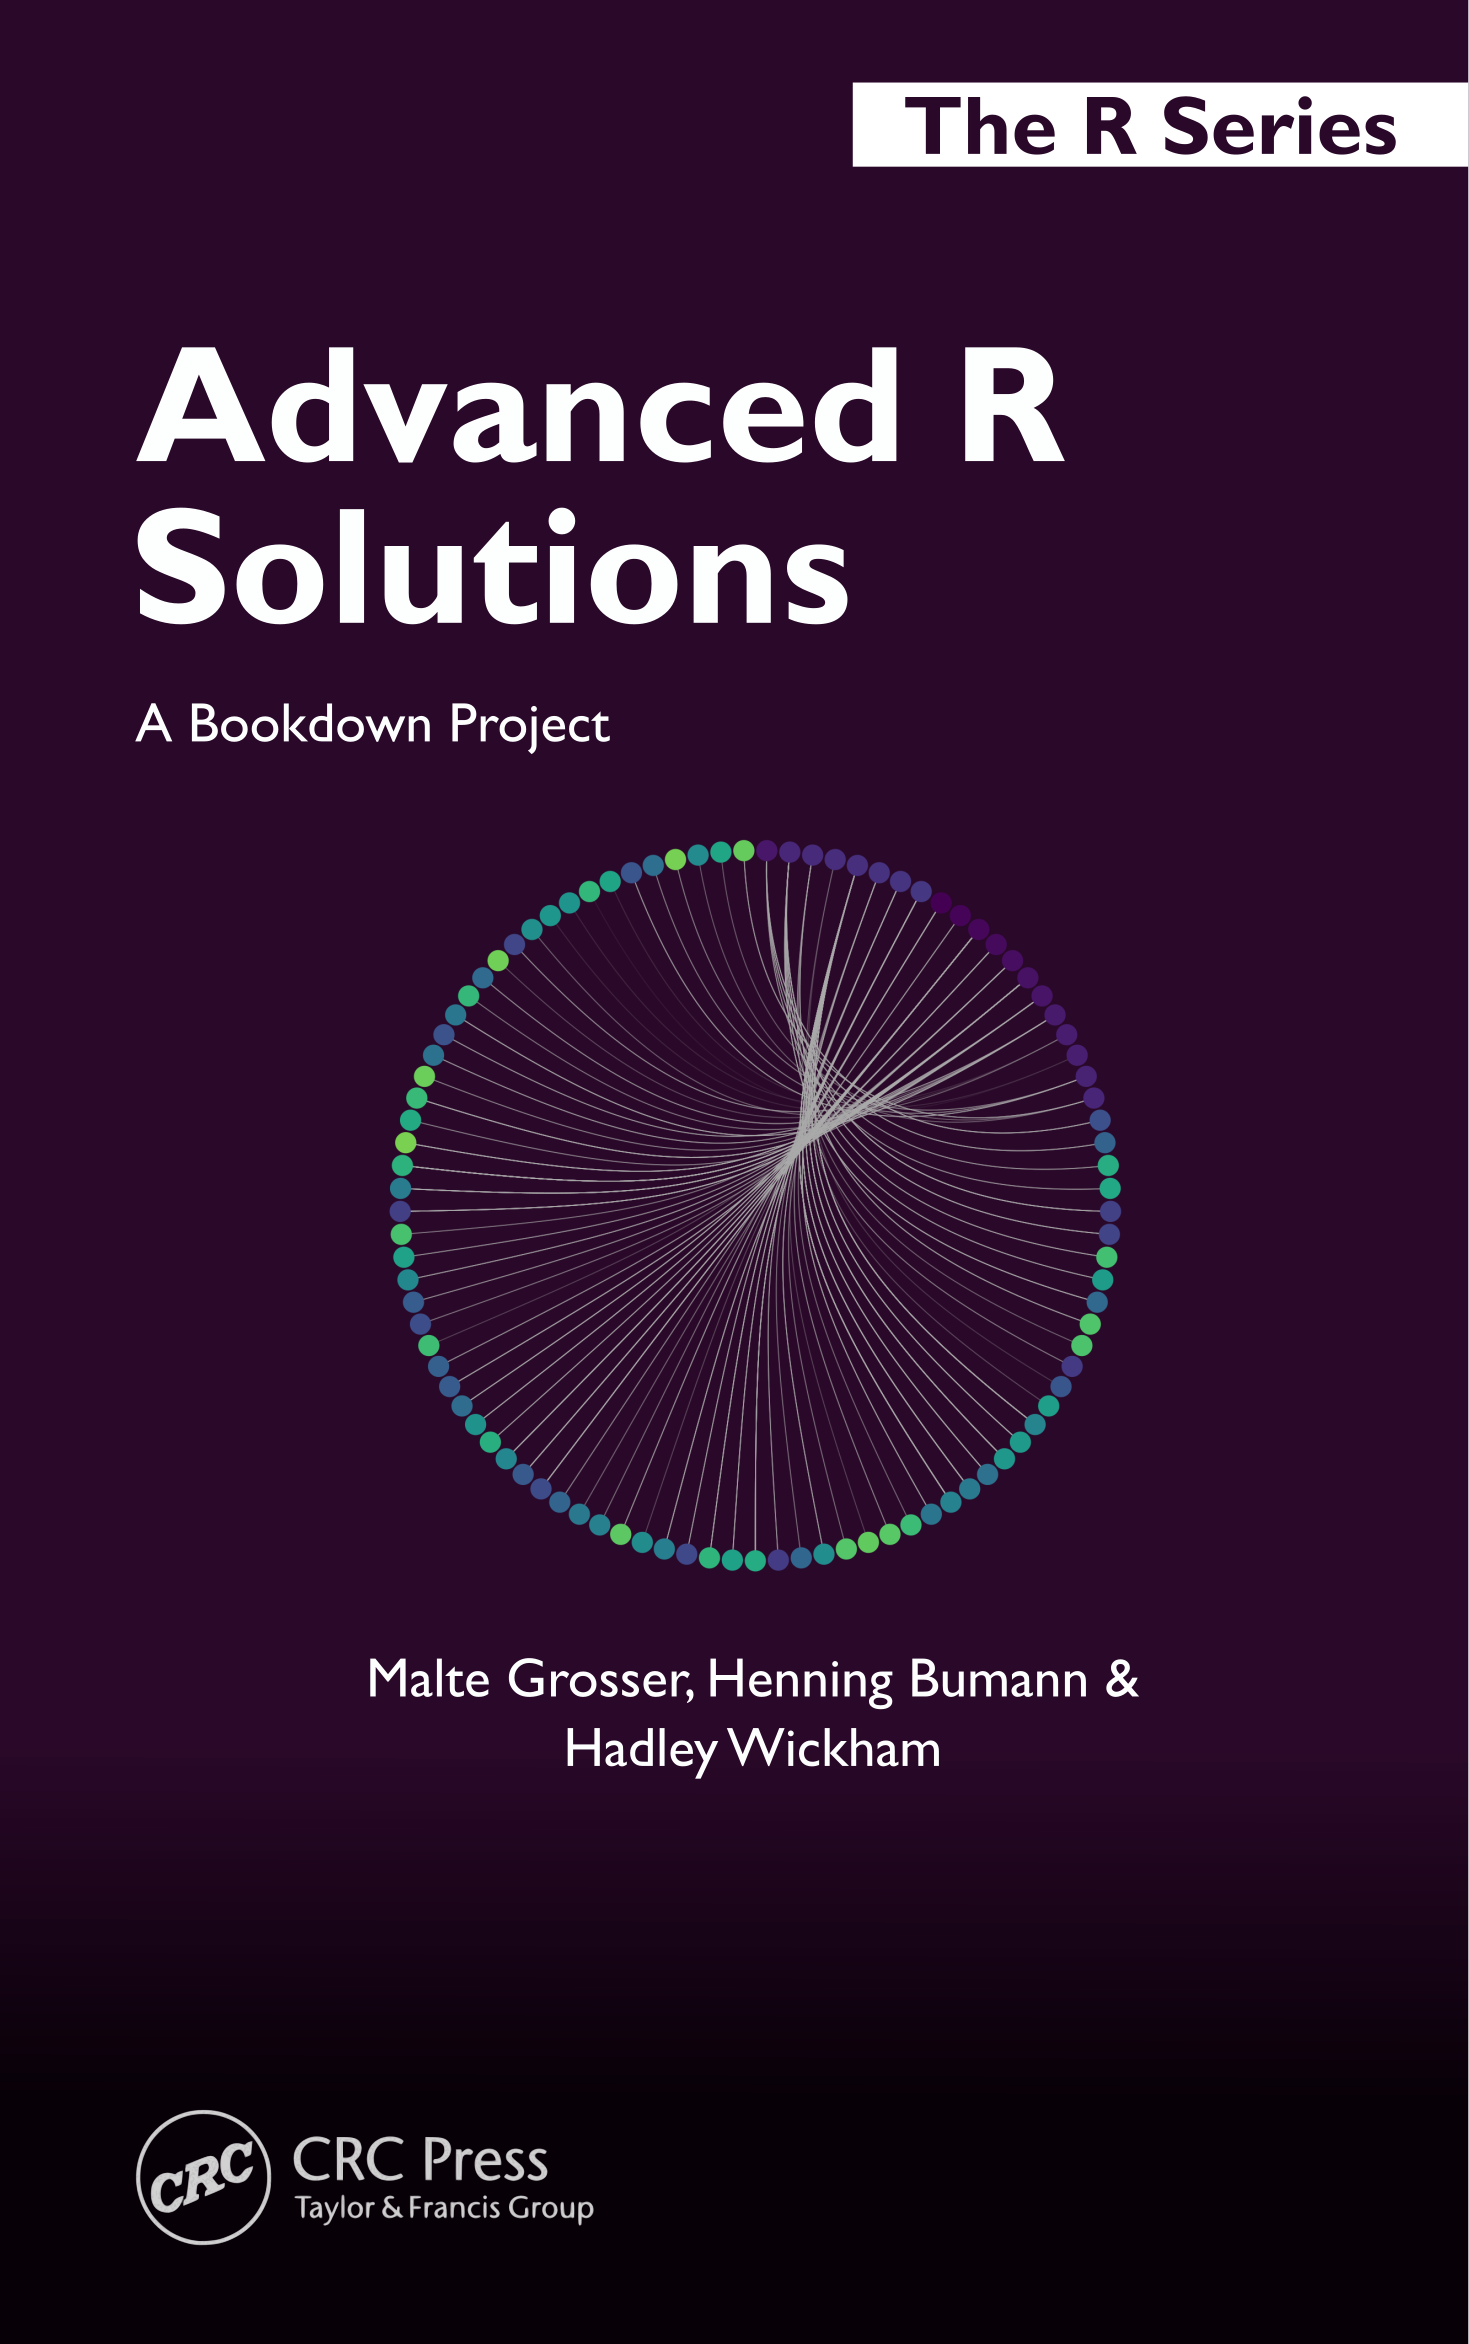 The R Series
Advanced R
Solutions
A Bookdown Project
Malte Grosser, Henning Bumann &
Hadley Wickham
CRC
CRC Press
Taylor & Francis Group